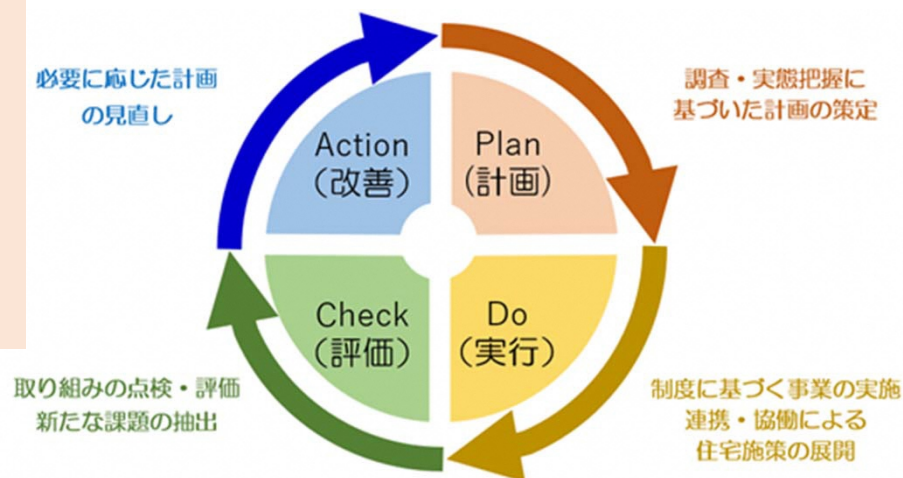 必要に応じた計画
の見直し
調査・実態把握に
基づいた計画の策定
Action
（改善）
Plan
（計画）
Check
（評価）
Do
（実行）
取り組みの点検・評価
新たな課題の抽出
制度に基づく事業の実施
連携・協働による
住宅施策の展開